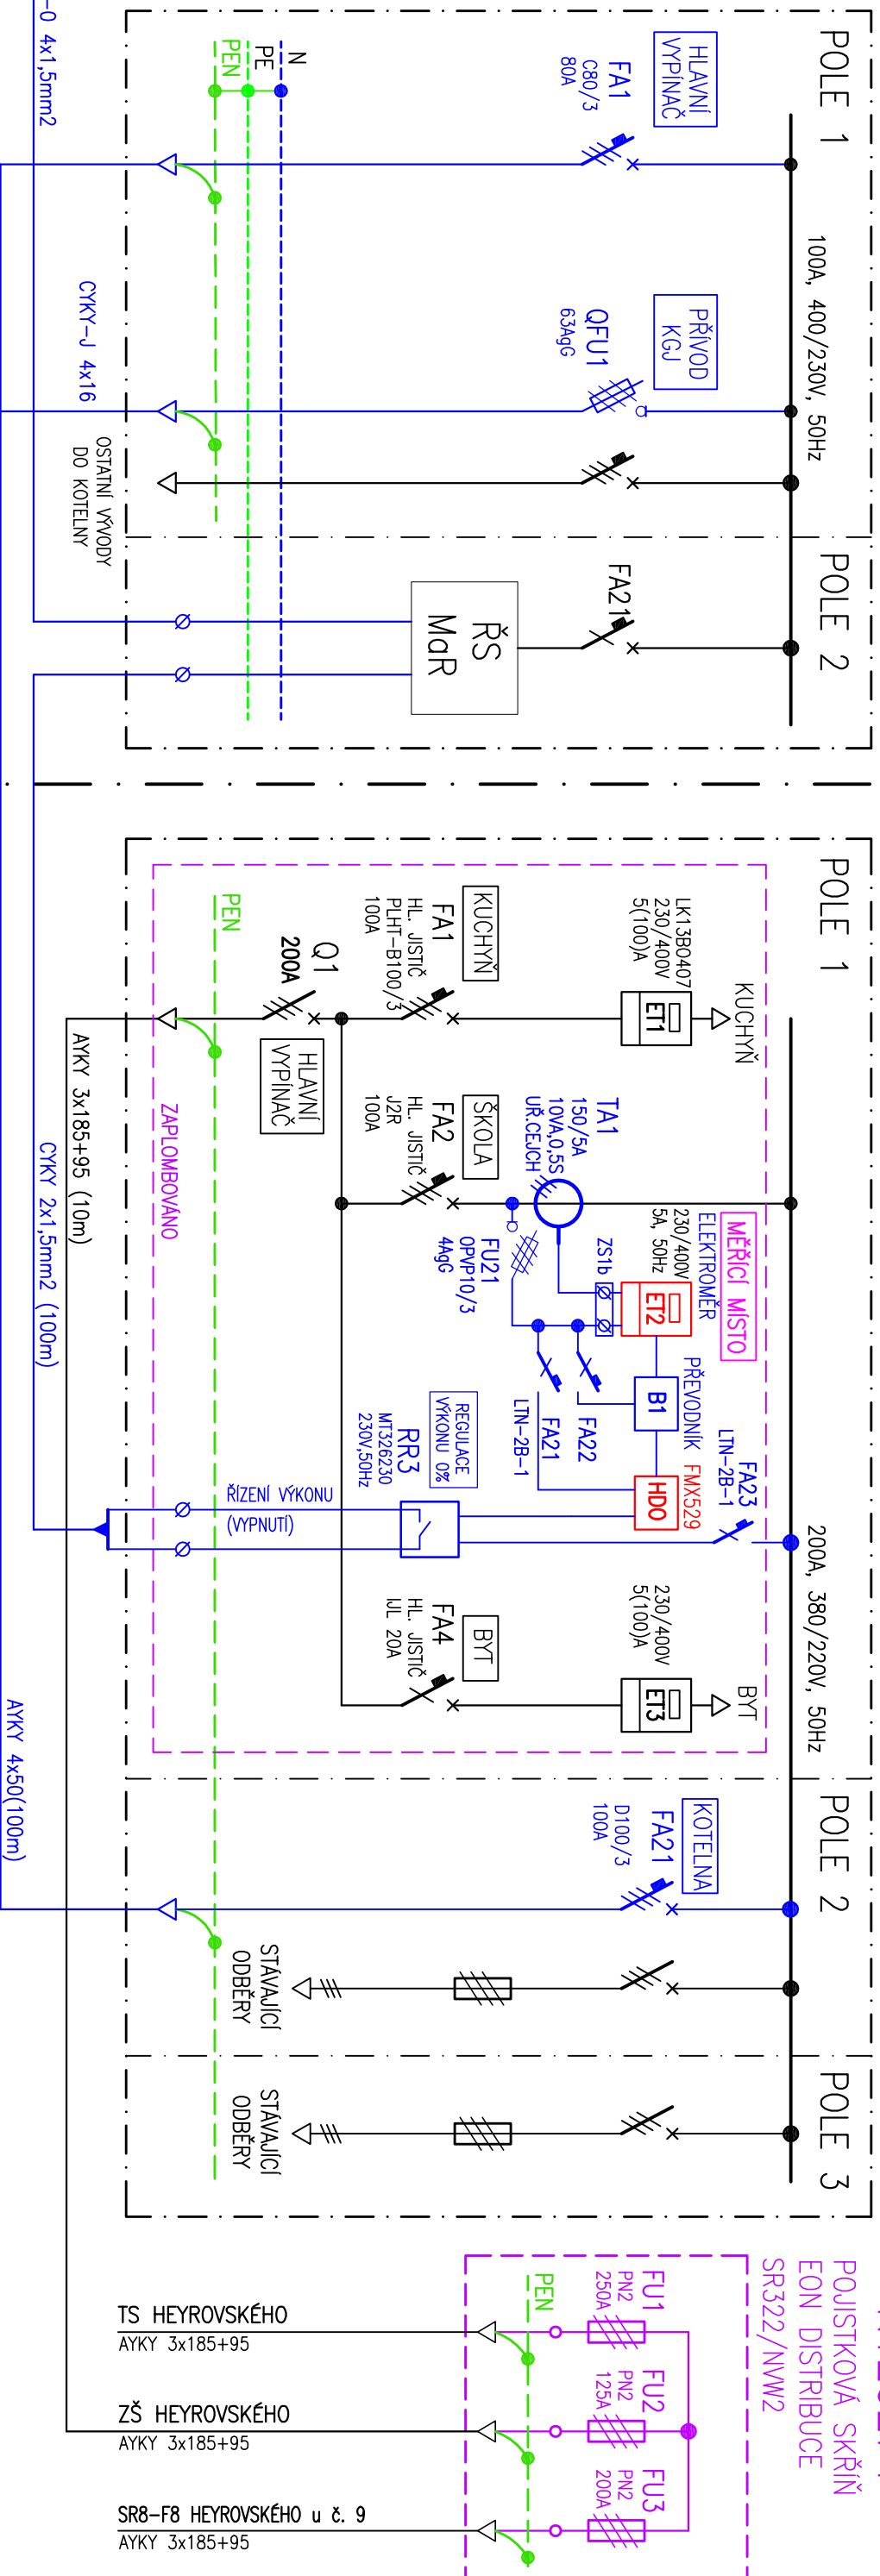 POLE 1
100A, 400/230V, 50Hz
POLE 2
HLAVNÍ
VYPÍNAČ
FA1
C80/3
80A
PŘÍVOD
KGJ
QFU1
63AgG
FA21
ŘS
MaR
N
PE
PEN
CYKY-J 4x16
OSTATNÍ VÝVODY
DO KOTELNY
-O 4x1,5mm2
POLE 1
200A, 380/220V, 50Hz
POLE 2
POLE 3
KUCHYŇ
LK13B0407
230/400V
5(100)A
ET1
KUCHYŇ
FA1
HL. JISTIČ
PLHT-B100/3
100A
Q1
200A
HLAVNÍ
VYPÍNAČ
PEN
ZAPLOMBOVÁNO
AYKY 3x185+95 (10m)
CYKY 2x1,5mm2 (100m)
ŠKOLA
FA2
HL. JISTIČ
J2R
100A
TA1
150/5A
10VA,0,5S
UŘ.CEJCH
MĚŘÍCÍ MÍSTO
ELEKTROMĚR
230/400V
5A, 50Hz
ET2
ZS1b
FU21
OPVP10/3
4AgG
PŘEVODNÍK
B1
FA22
FA21
LTN-2B-1
FMX529
HDO
FA23
LTN-2B-1
REGULACE
VÝKONU 0%
RR3
MT326230
230V,50Hz
ŘÍZENÍ VÝKONU
(VYPNUTÍ)
BYT
230/400V
5(100)A
ET3
BYT
FA4
HL. JISTIČ
IJL 20A
KOTELNA
FA21
D100/3
100A
AYKY 4x50(100m)
STÁVAJÍCÍ
ODBĚRY
STÁVAJÍCÍ
ODBĚRY
POJISTKOVÁ SKŘÍŇ
EON DISTRIBUCE
SR322/NVW2
FU1
PN2
250A
FU2
PN2
125A
FU3
PN2
200A
PEN
TS HEYROVSKÉHO
AYKY 3x185+95
ZŠ HEYROVSKÉHO
AYKY 3x185+95
SR8-F8 HEYROVSKÉHO u č. 9
AYKY 3x185+95